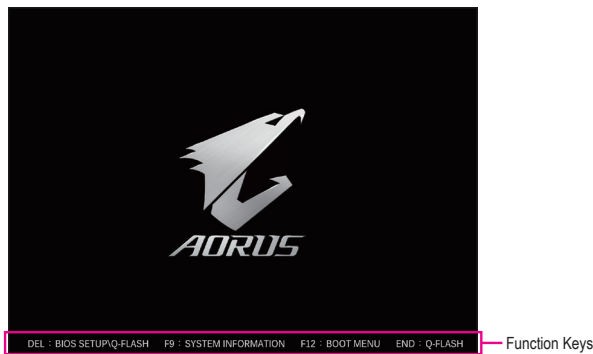 AORUS
DEL : BIOS SETUP\Q-FLASH F9 : SYSTEM INFORMATION F12 : BOOT MENU END : Q-FLASH
Function Keys